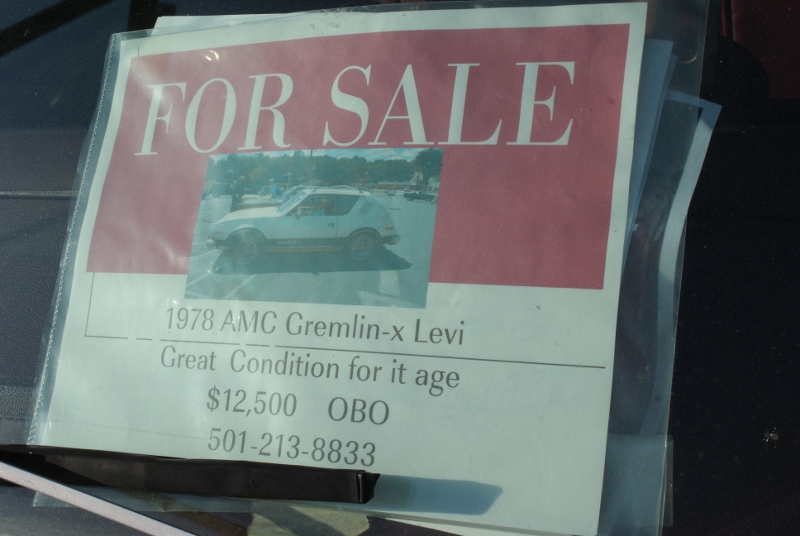 FOR SALE
1978 AMC Gremlin-x Levi
Great Condition for it age
$12,500 OBO
501-213-8833